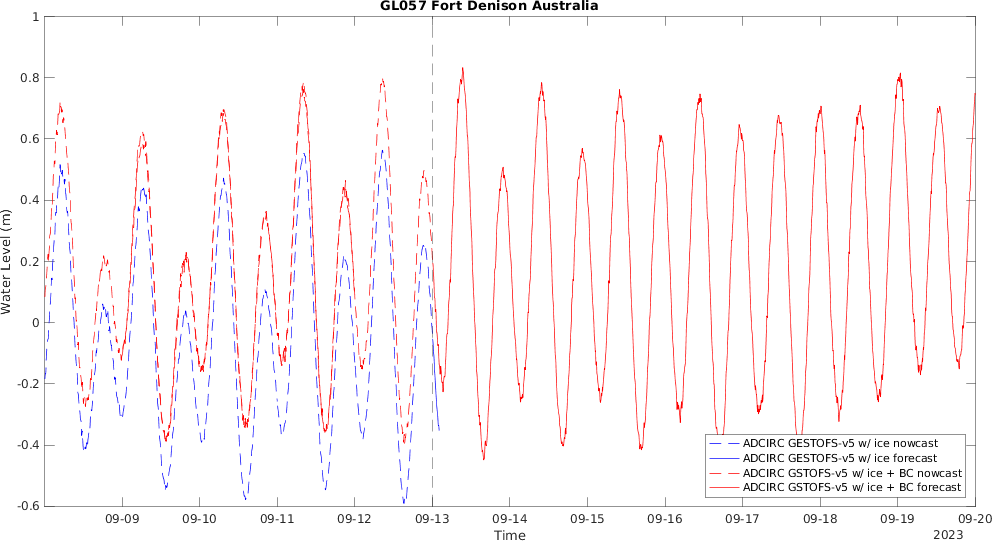 GL057 Fort Denison Australia
1
0.8
0.6
0.4
0.2
0
-0.2
-0.4
-0.6
Water Level (m)
09-09 09-10 09-11 09-12 09-13 09-14 09-15 09-16 09-17 09-18 09-19 09-20
Time
2023
ADCIRC GESTOFS-v5 w/ ice nowcast
ADCIRC GESTOFS-v5 w/ ice forecast
ADCIRC GSTOFS-v5 w/ ice + BC nowcast
ADCIRC GSTOFS-v5 w/ ice + BC forecast